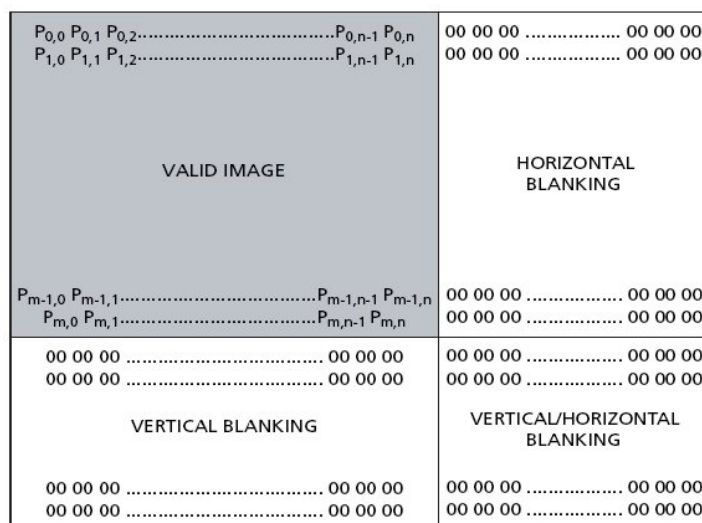 P0,0 P0,1 P0,2.....................................P0,n-1 P0,n
00 00 00 .................. 00 00 00
P1,0 P1,1 P1,2.....................................P1,n-1 P1,n
00 00 00 .................. 00 00 00
VALID IMAGE
HORIZONTAL
BLANKING
Pm-1,0 Pm-1,1.....................................Pm-1,n-1 Pm-1,n
00 00 00 .................. 00 00 00
Pm,0 Pm,1.....................................Pm,n-1 Pm,n
00 00 00 .................. 00 00 00
00 00 00 ..................................... 00 00 00
00 00 00 .................. 00 00 00
00 00 00 ..................................... 00 00 00
00 00 00 .................. 00 00 00
VERTICAL BLANKING
VERTICAL/HORIZONTAL
BLANKING
00 00 00 ..................................... 00 00 00
00 00 00 .................. 00 00 00
00 00 00 ..................................... 00 00 00
00 00 00 .................. 00 00 00